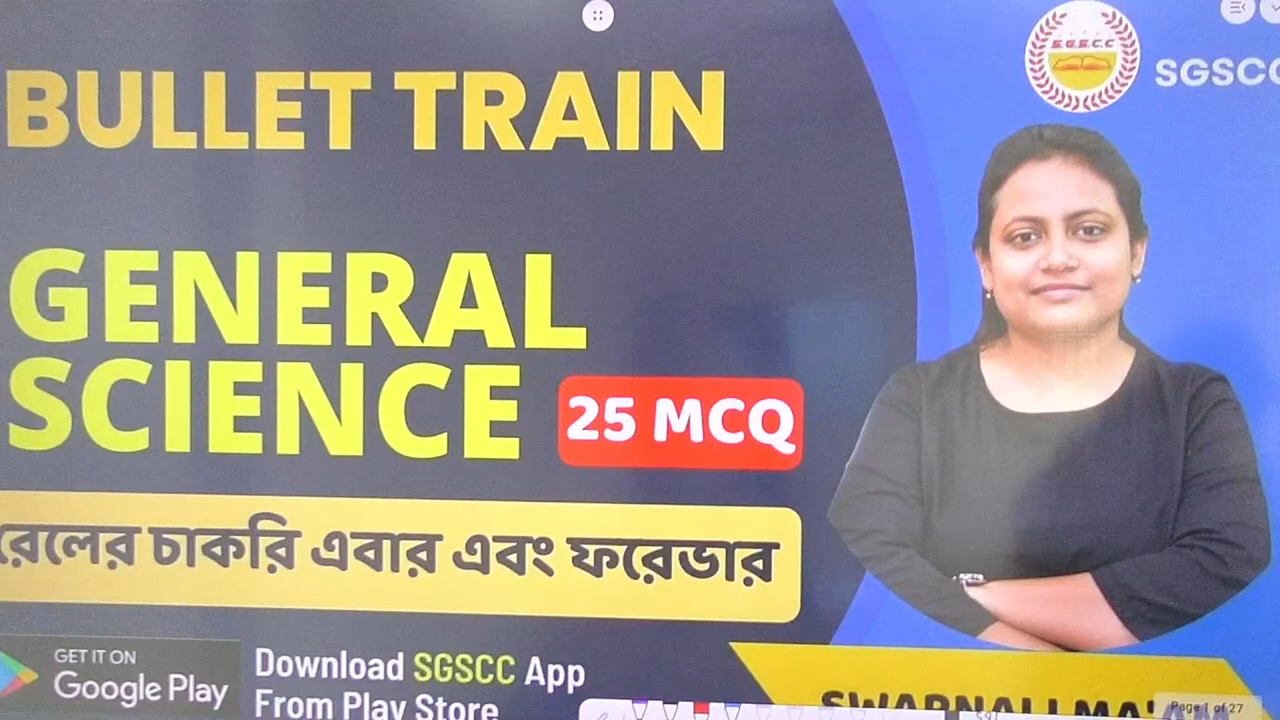 BULLET TRAIN
S.G.S.C.C
GENERAL
SCIENCE
25 MCQ
রেলের চাকরি এবার এবং ফরেভার
GET IT ON
Google Play
Download SGSCC App
From Play Store
Page 1 of 27